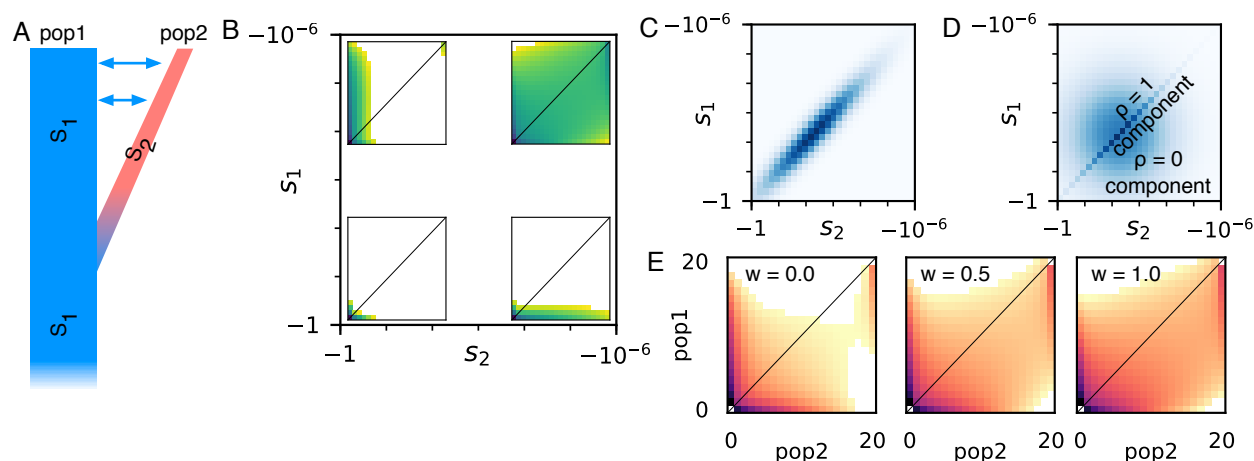 A
pop1
pop2
s₁
s₂
s₁
B
−10⁻⁶
s₁
−1
−1
s₂
−10⁻⁶
C
−10⁻⁶
s₁
−1
−1
s₂
−10⁻⁶
D
−10⁻⁶
s₁
−1
−1
s₂
−10⁻⁶
ρ = 1
component
ρ = 0
component
E
20
pop1
0
w = 0.0
w = 0.5
w = 1.0
0
20
pop2
0
20
pop2
0
20
pop2